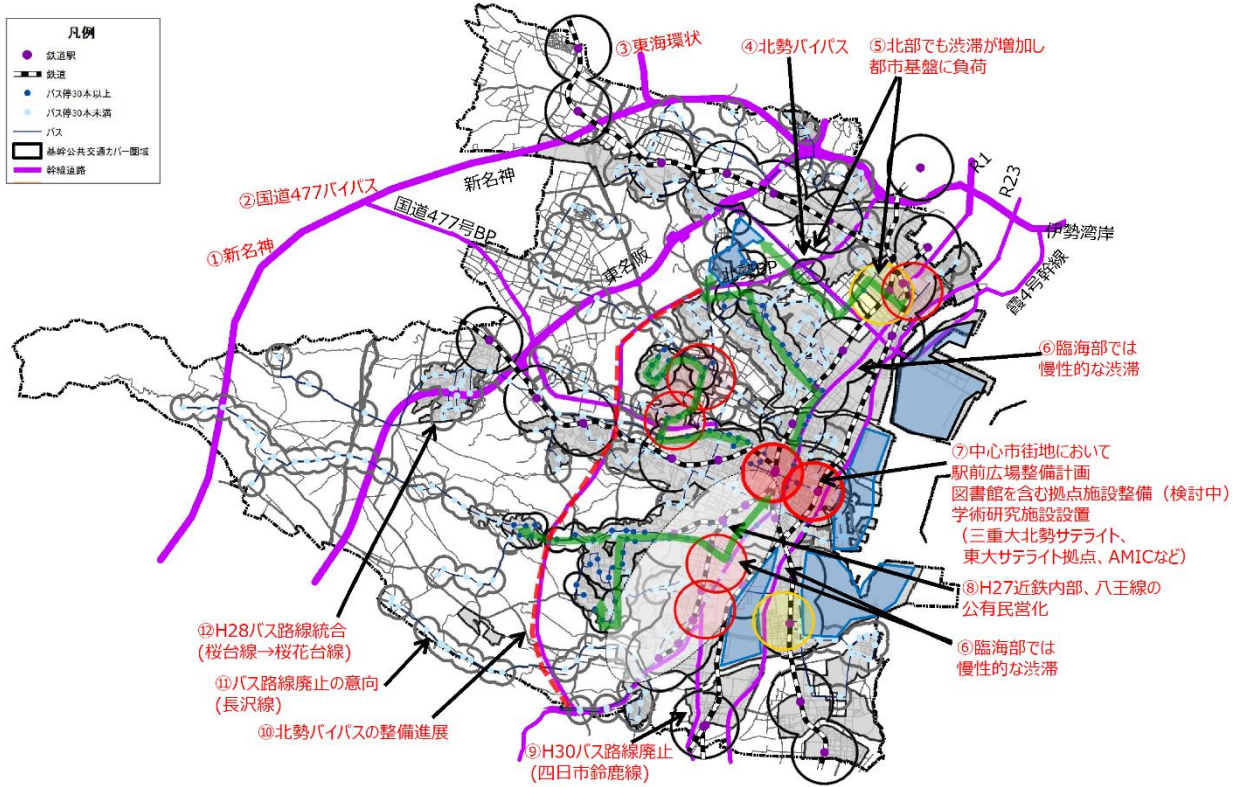 凡例
鉄道駅
鉄道
バス停30本以上
バス停30本未満
バス
基幹公共交通カバー圏域
幹線道路
③東海環状
④北勢バイパス
⑤北部でも渋滞が増加し
都市基盤に負荷
R1
R23
伊勢湾岸
霞4号幹線
新名神
②国道477バイパス
国道477号BP
①新名神
東名阪
北勢BP
⑥臨海部では
慢性的な渋滞
⑦中心市街地において
駅前広場整備計画
図書館を含む拠点施設整備（検討中）
学術研究施設設置
（三重大北勢サテライト、
東大サテライト拠点、AMICなど）
⑧H27近鉄内部、八王線の
公有民営化
⑥臨海部では
慢性的な渋滞
⑫H28バス路線統合
(桜台線→桜花台線)
⑪バス路線廃止の意向
(長沢線)
⑩北勢バイパスの整備進展
⑨H30バス路線廃止
(四日市鈴鹿線)